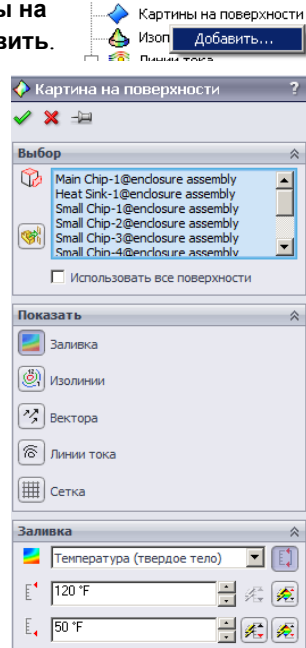 ы на
вить.
Картины на поверхности
Изоп
Добавить...
Линии тока
Картина на поверхности ?
Выбор
Main Chip-1@enclosure assembly
Heat Sink-1@enclosure assembly
Small Chip-1@enclosure assembly
Small Chip-2@enclosure assembly
Small Chip-3@enclosure assembly
Small Chip-4@enclosure assembly
Использовать все поверхности
Показать
Заливка
Изолинии
Вектора
Линии тока
Сетка
Заливка
Температура (твердое тело)
120 °F
50 °F